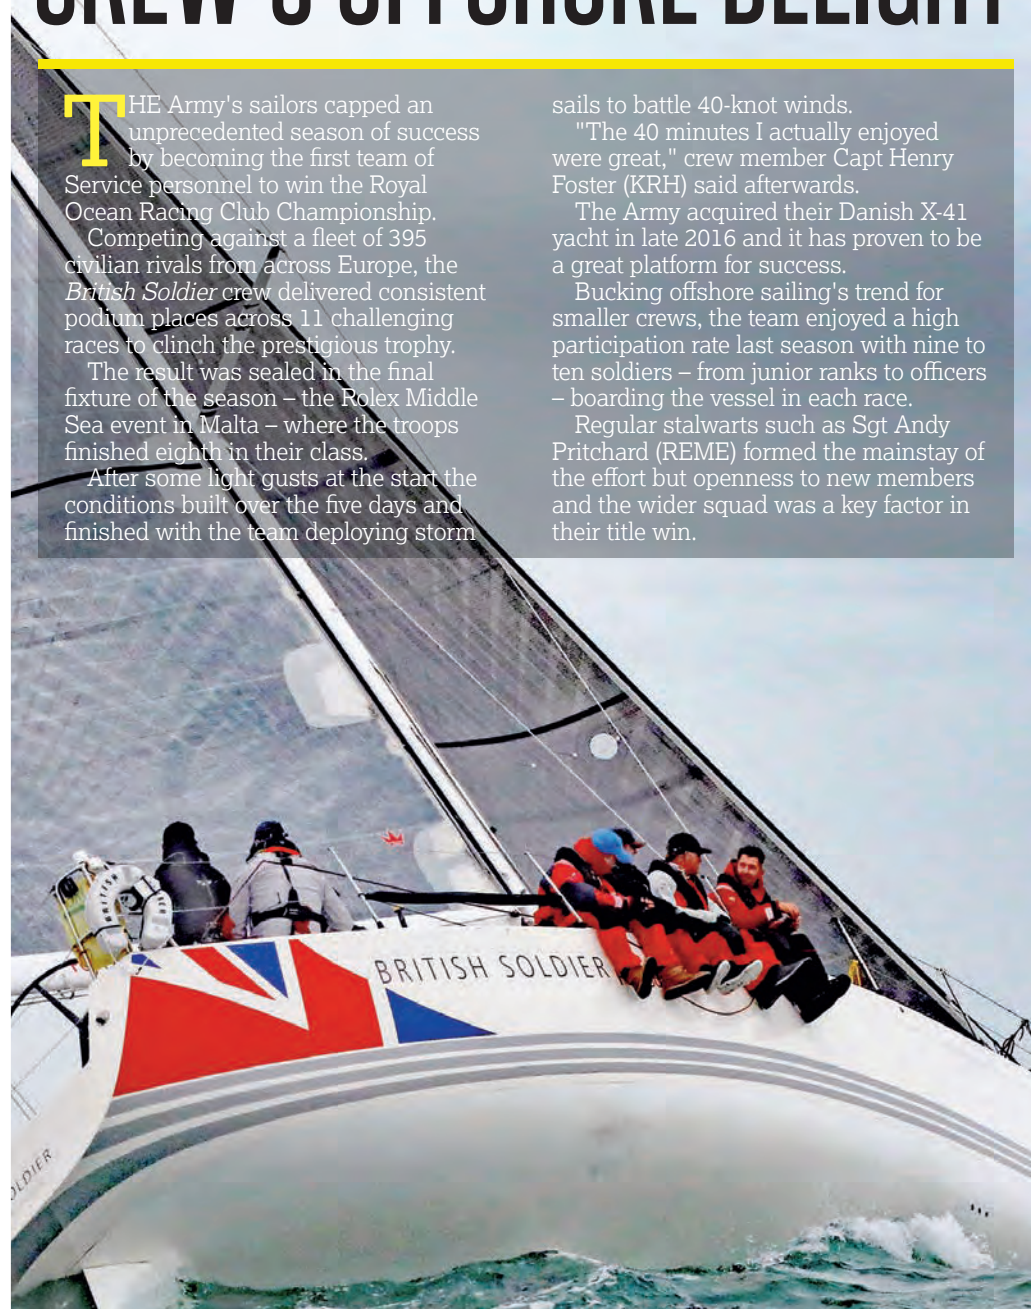 CREW'S OFFSHORE DELIGHT
THE Army's sailors capped an
unprecedented season of success
by becoming the first team of
Service personnel to win the Royal
Ocean Racing Club Championship.
Competing against a fleet of 395
civilian rivals from across Europe, the
British Soldier crew delivered consistent
podium places across 11 challenging
races to clinch the prestigious trophy.
The result was sealed in the final
fixture of the season – the Rolex Middle
Sea event in Malta – where the troops
finished eighth in their class.
After some light gusts at the start the
conditions built over the five days and
finished with the team deploying storm
sails to battle 40-knot winds.
"The 40 minutes I actually enjoyed
were great," crew member Capt Henry
Foster (KRH) said afterwards.
The Army acquired their Danish X-41
yacht in late 2016 and it has proven to be
a great platform for success.
Bucking offshore sailing's trend for
smaller crews, the team enjoyed a high
participation rate last season with nine to
ten soldiers – from junior ranks to officers
– boarding the vessel in each race.
Regular stalwarts such as Sgt Andy
Pritchard (REME) formed the mainstay of
the effort but openness to new members
and the wider squad was a key factor in
their title win.
BRITISH
BRITISH SOLDIER
OLDIER